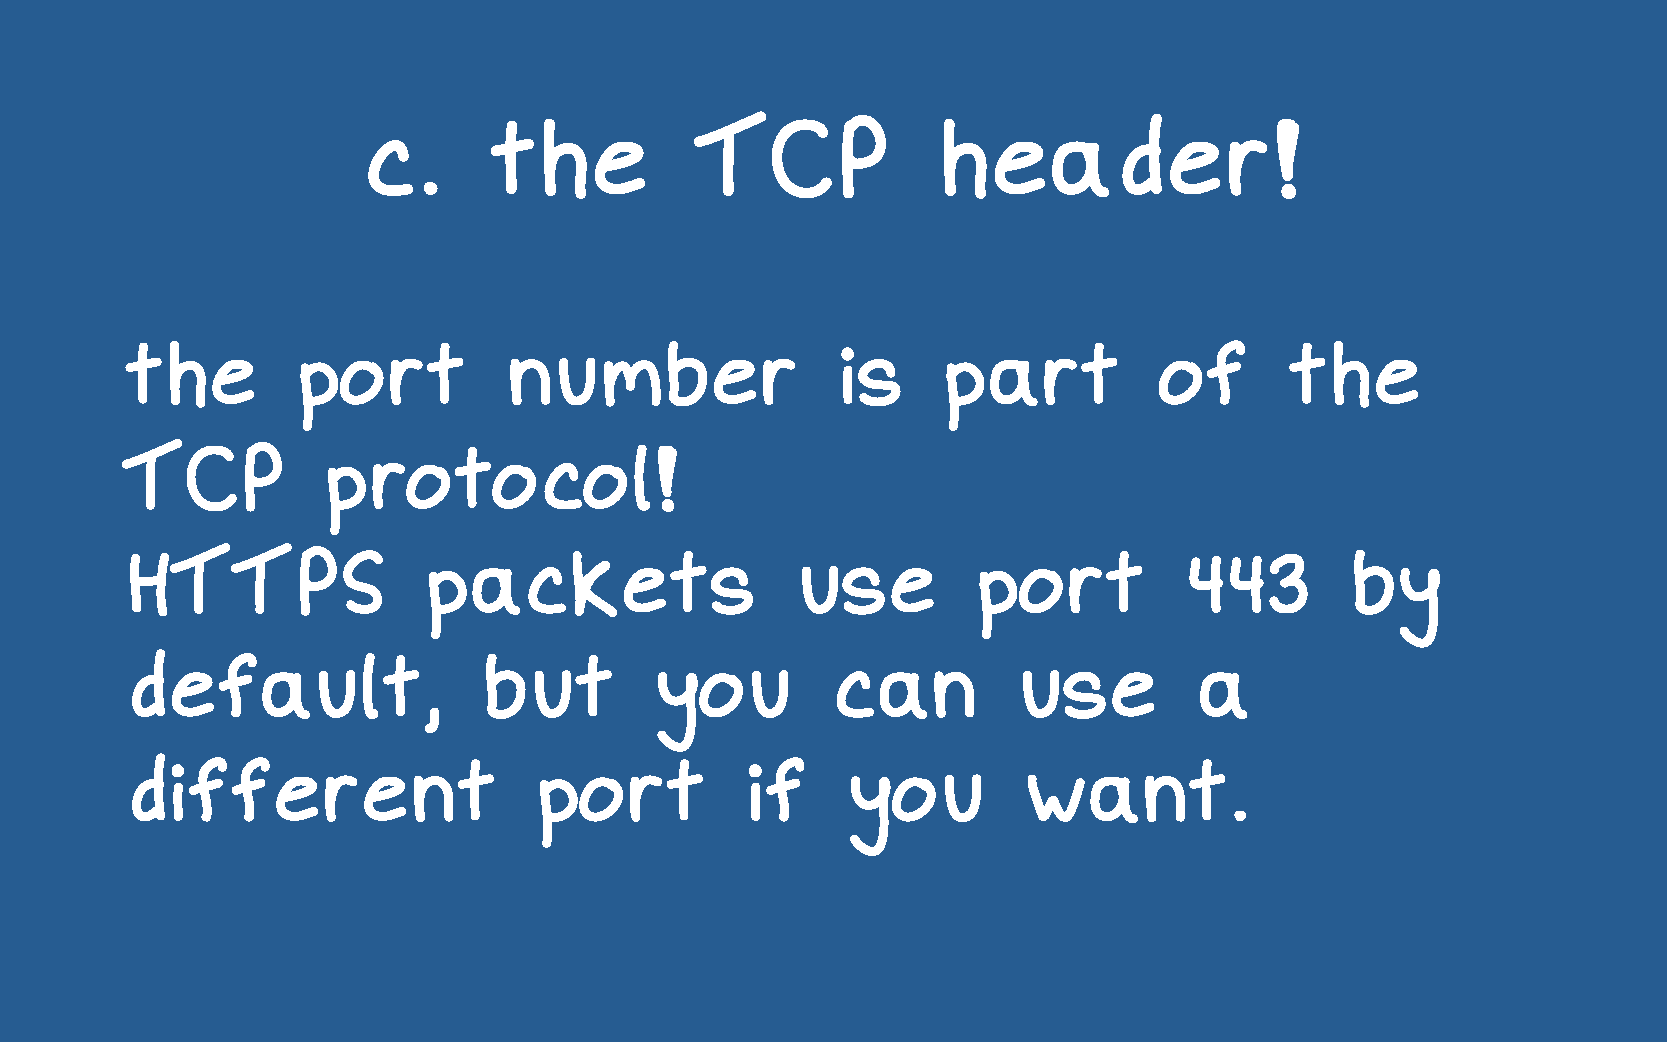 c. the TCP header!
the port number is part of the
TCP protocol!
HTTPS packets use port 443 by
default, but you can use a
different port if you want.